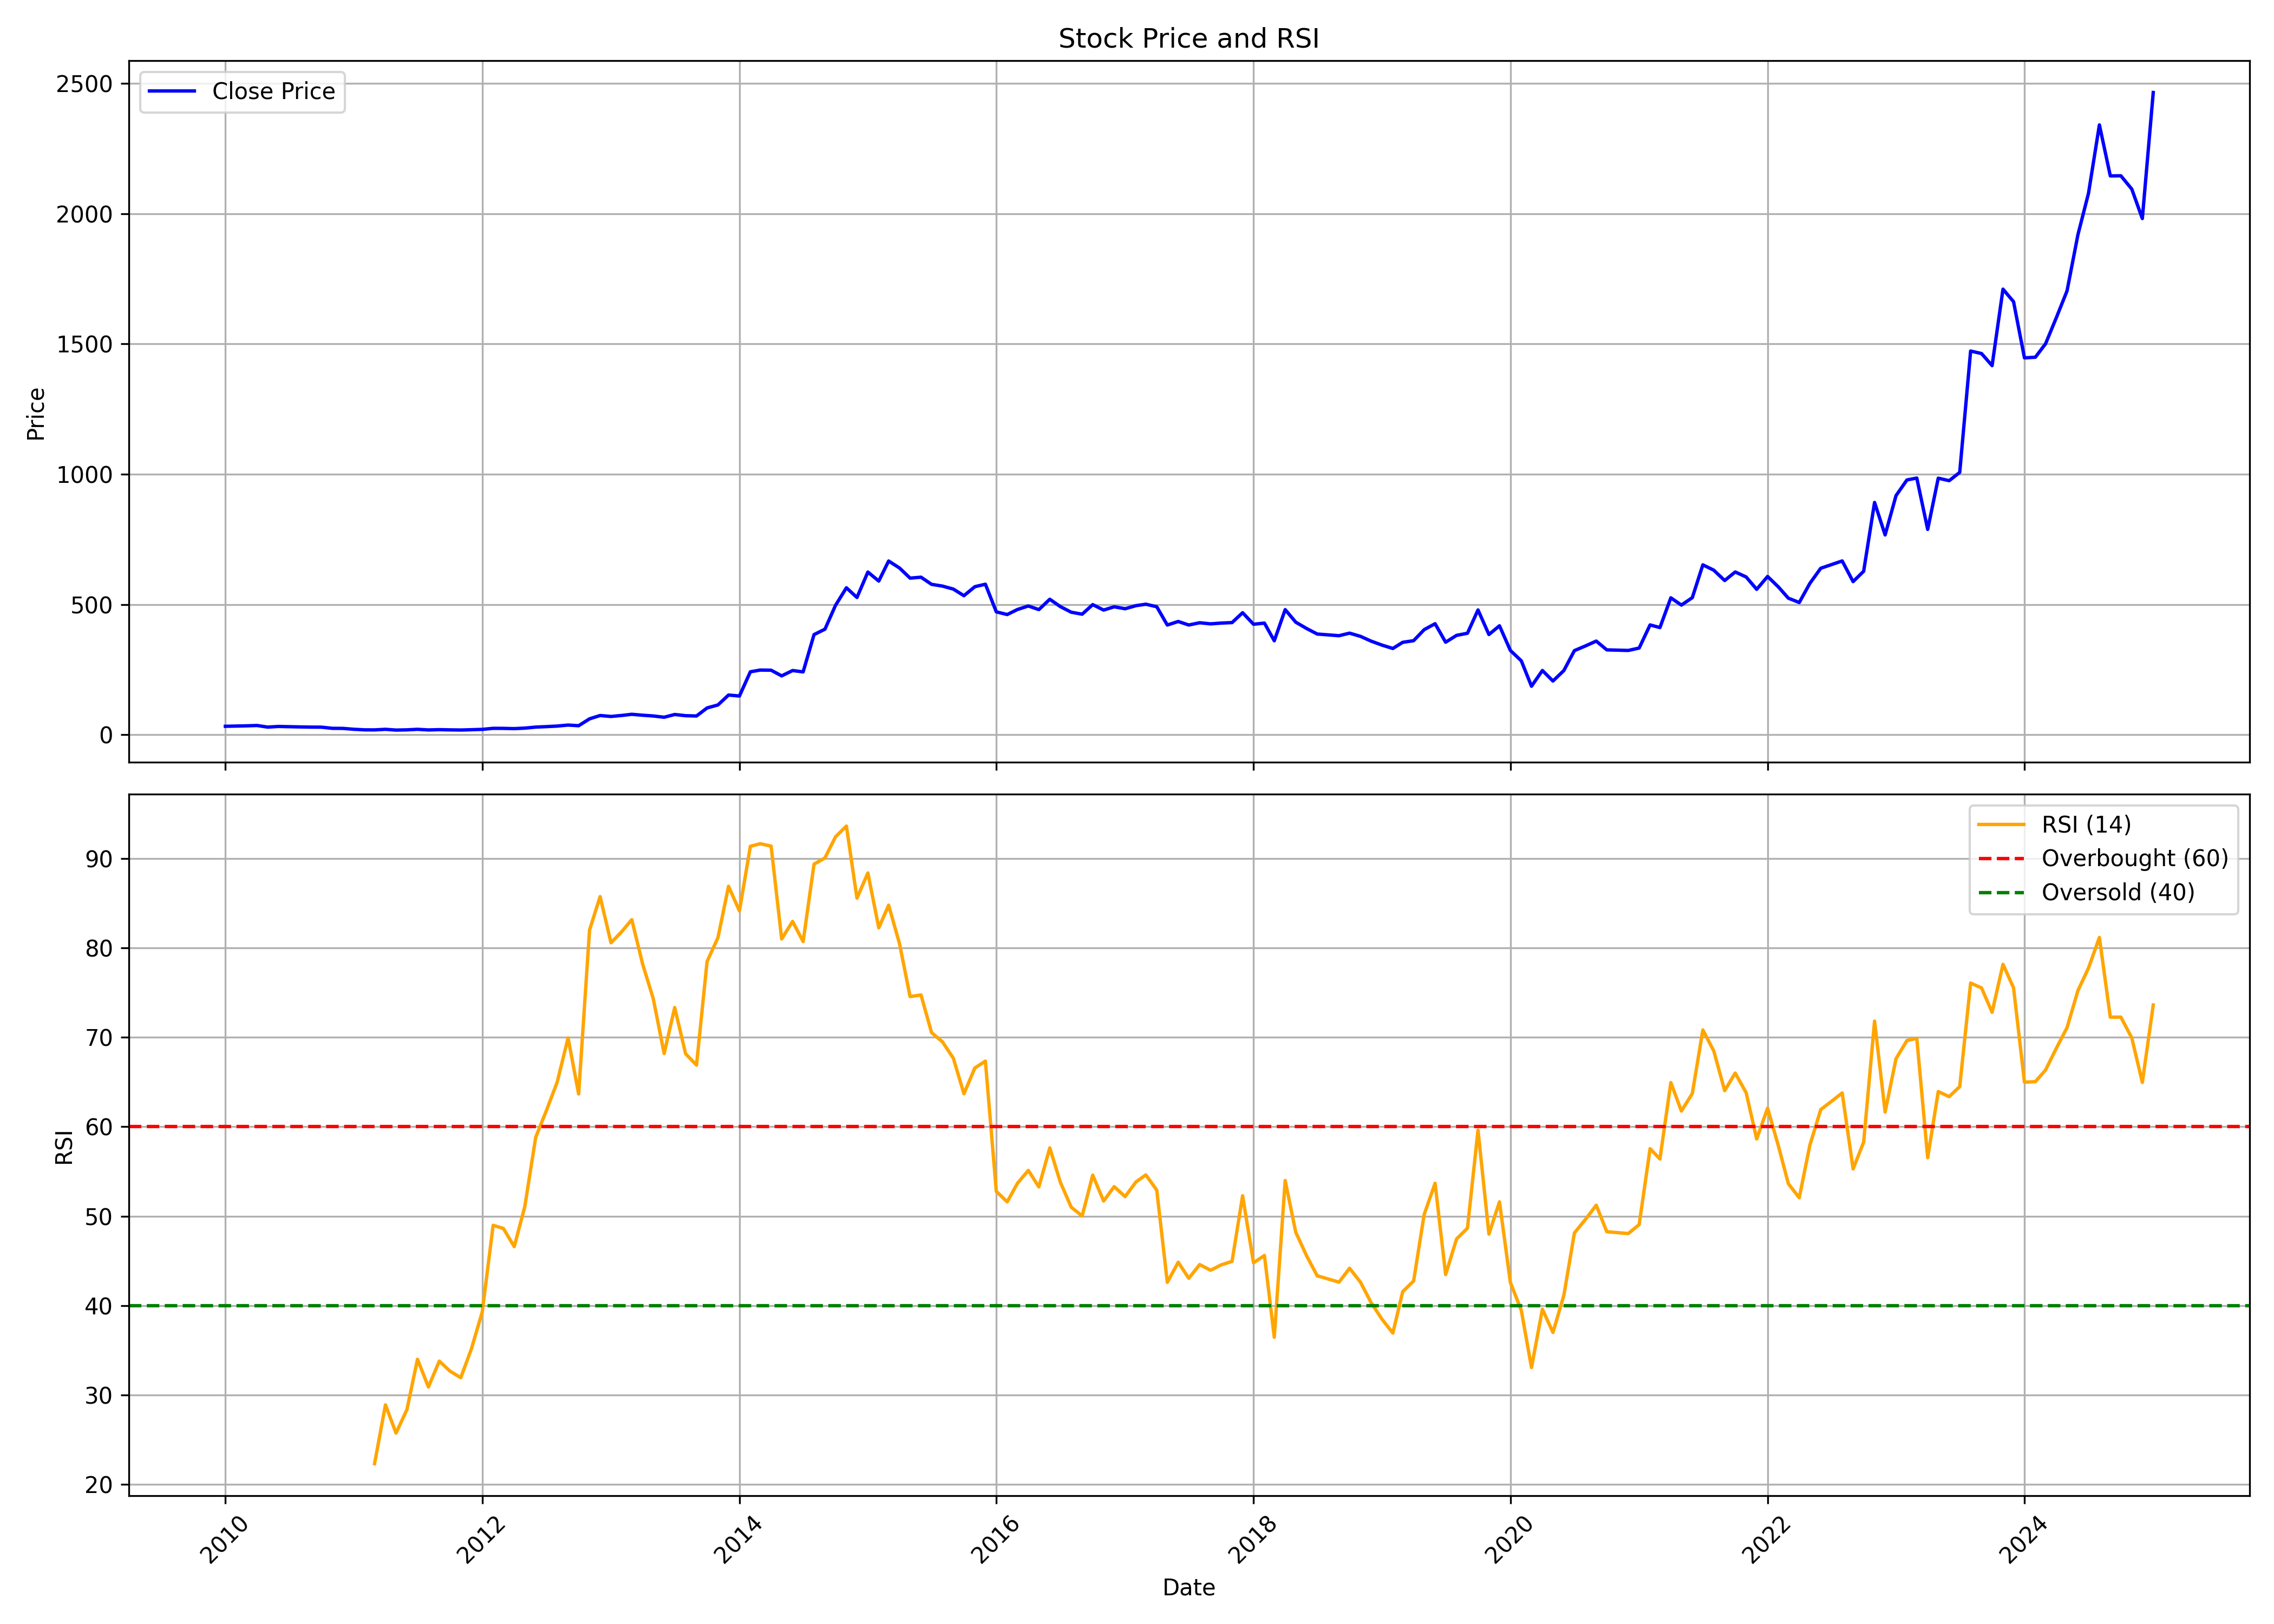 Stock Price and RSI
Close Price
2500
2000
1500
1000
500
0
Price
RSI (14)
Overbought (60)
Oversold (40)
90
80
70
60
50
40
30
20
RSI
2010
2012
2014
2016
2018
2020
2022
2024
Date